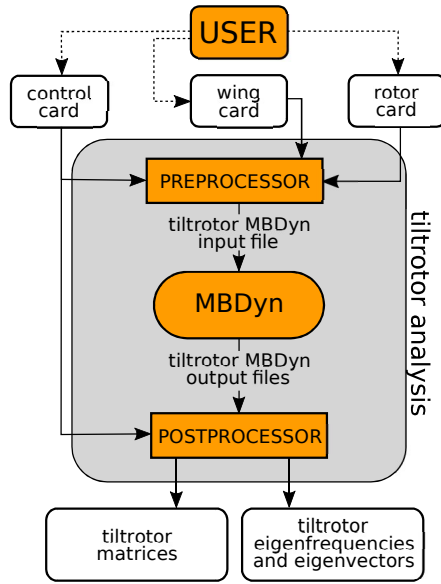 USER
control
card
wing
card
rotor
card
PREPROCESSOR
tiltrotor MBDyn
input file
MBDyn
tiltrotor MBDyn
output files
POSTPROCESSOR
tiltrotor analysis
tiltrotor
matrices
tiltrotor
eigenfrequencies
and eigenvectors